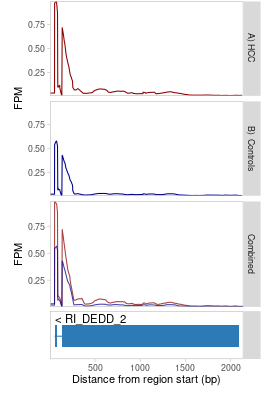 0.75
0.50
0.25
A) HCC
FPM
0.75
0.50
0.25
B) Controls
0.75
0.50
0.25
FPM
Combined
< RI_DEDD_2
500 1000 1500 2000
Distance from region start (bp)